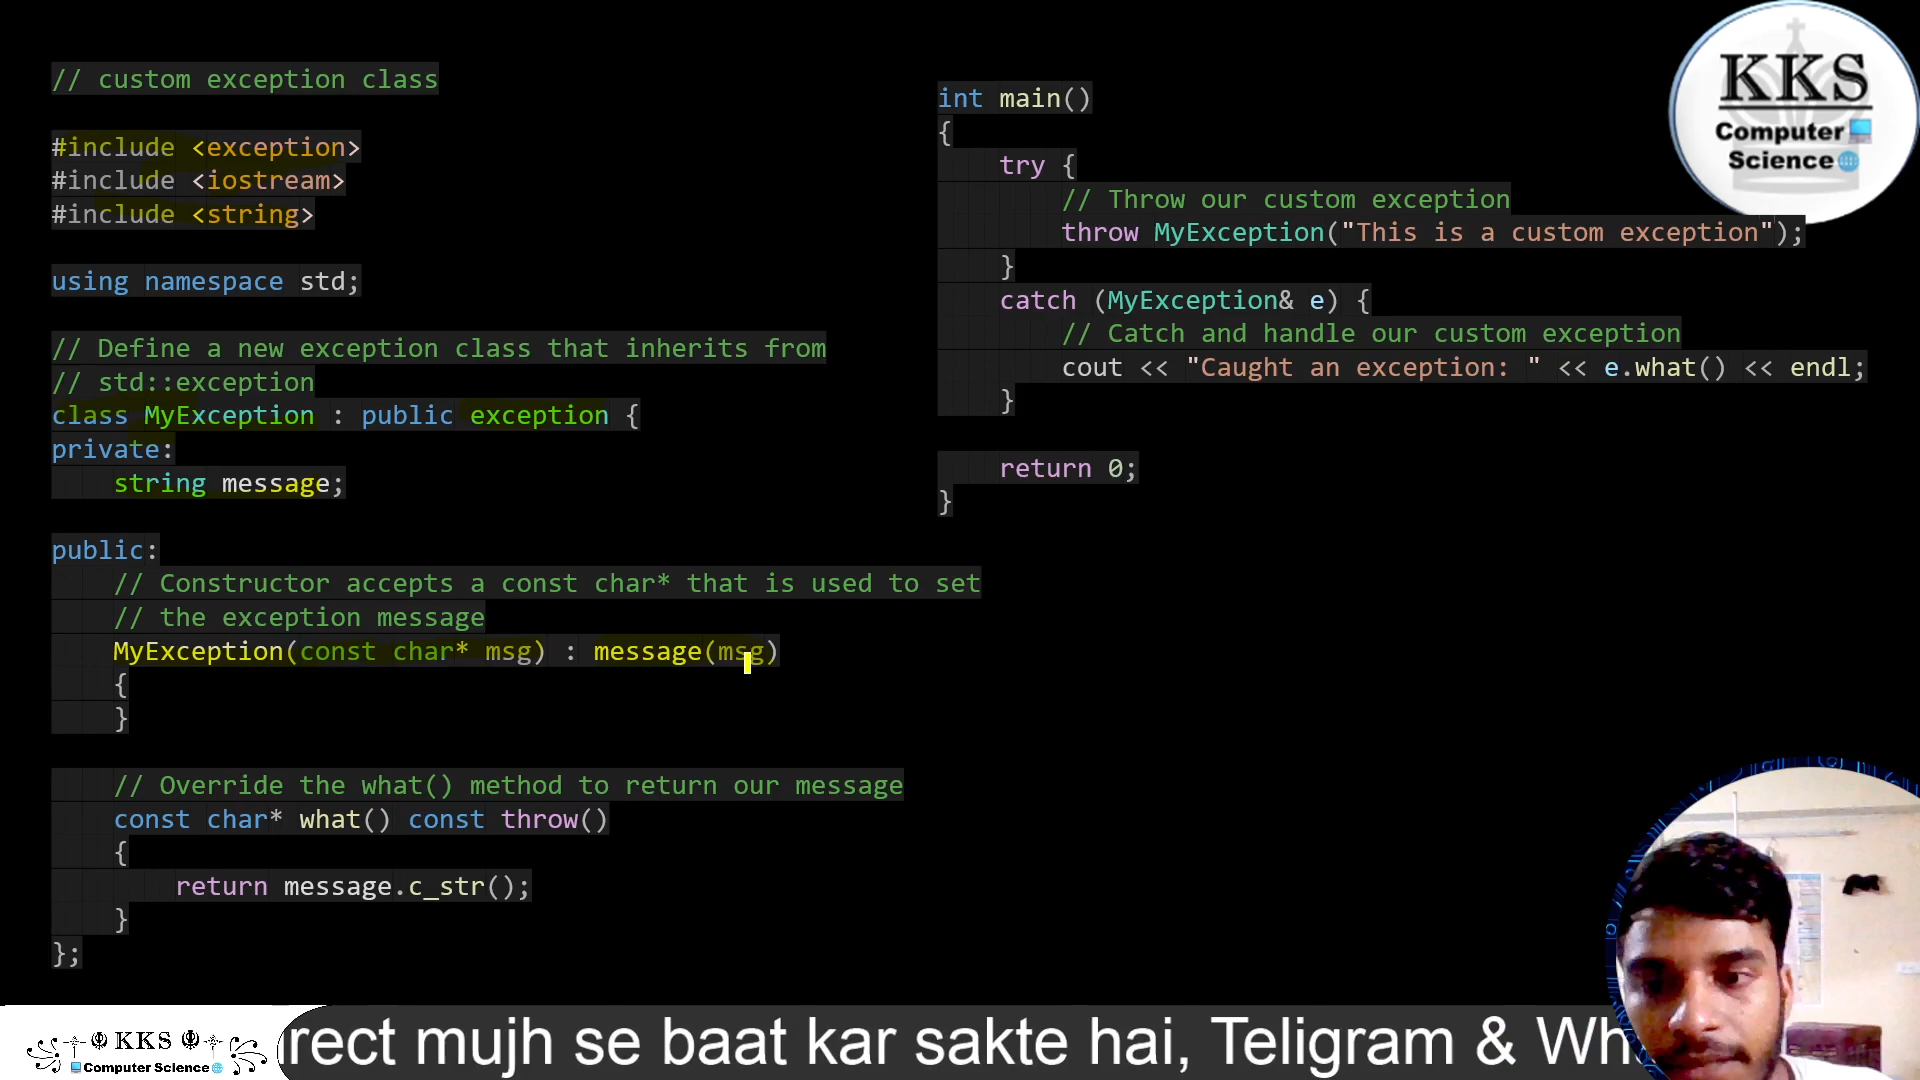 // custom exception class
#include <exception>
#include <iostream>
#include <string>
using namespace std;
// Define a new exception class that inherits from
// std::exception
class MyException : public exception {
private:
    string message;
public:
    // Constructor accepts a const char* that is used to set
    // the exception message
    MyException(const char* msg) : message(msg)
    {
    }
    // Override the what() method to return our message
    const char* what() const throw()
    {
        return message.c_str();
    }
};
int main()
{
    try {
        // Throw our custom exception
        throw MyException("This is a custom exception");
    }
    catch (MyException& e) {
        // Catch and handle our custom exception
        cout << "Caught an exception: " << e.what() << endl;
    }
    return 0;
}
KKS
Computer
Science
KKS
Computer Science
rect mujh se baat kar sakte hai, Teligram & Wh